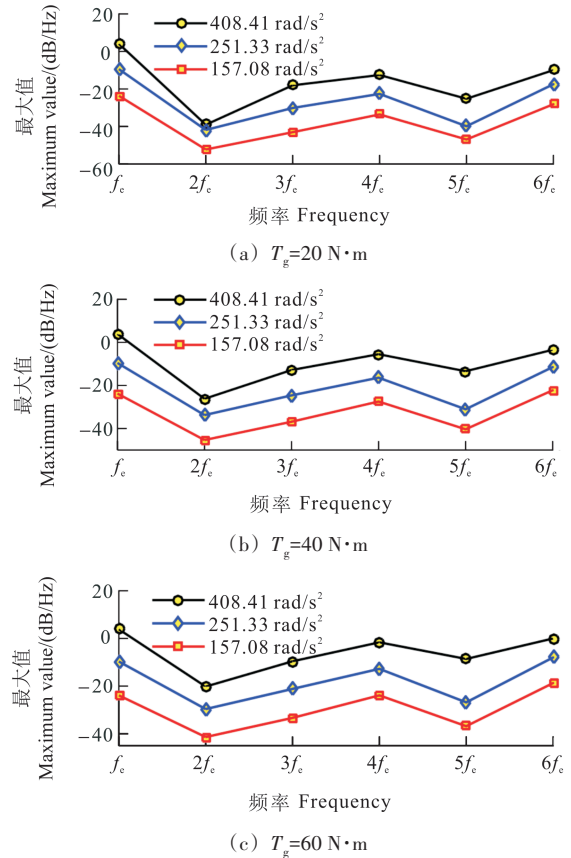 20
0
−20
−40
−60
最大值
Maximum value/(dB/Hz)
408.41 rad/s²
251.33 rad/s²
157.08 rad/s²
fe 2fe 3fe 4fe 5fe 6fe
频率 Frequency
(a) Tg=20 N·m
20
0
−20
−40
最大值
Maximum value/(dB/Hz)
408.41 rad/s²
251.33 rad/s²
157.08 rad/s²
fe 2fe 3fe 4fe 5fe 6fe
频率 Frequency
(b) Tg=40 N·m
20
0
−20
−40
最大值
Maximum value/(dB/Hz)
408.41 rad/s²
251.33 rad/s²
157.08 rad/s²
fe 2fe 3fe 4fe 5fe 6fe
频率 Frequency
(c) Tg=60 N·m